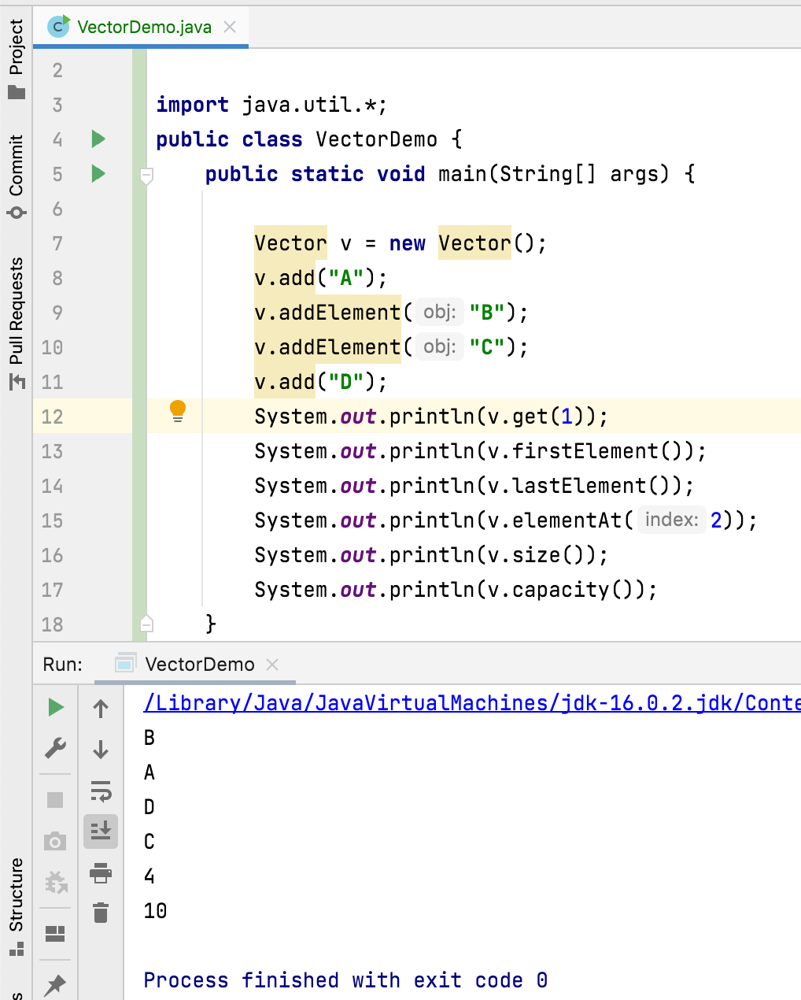 VectorDemo.java
Project
Commit
Pull Requests
Structure
2
3 import java.util.*;
4 public class VectorDemo {
5 public static void main(String[] args) {
6
7 Vector v = new Vector();
8 v.add("A");
9 v.addElement( obj: "B");
10 v.addElement( obj: "C");
11 v.add("D");
12 System.out.println(v.get(1));
13 System.out.println(v.firstElement());
14 System.out.println(v.lastElement());
15 System.out.println(v.elementAt( index: 2));
16 System.out.println(v.size());
17 System.out.println(v.capacity());
18 }
Run: VectorDemo
/Library/Java/JavaVirtualMachines/jdk-16.0.2.jdk/Conte
B
A
D
C
4
10
Process finished with exit code 0